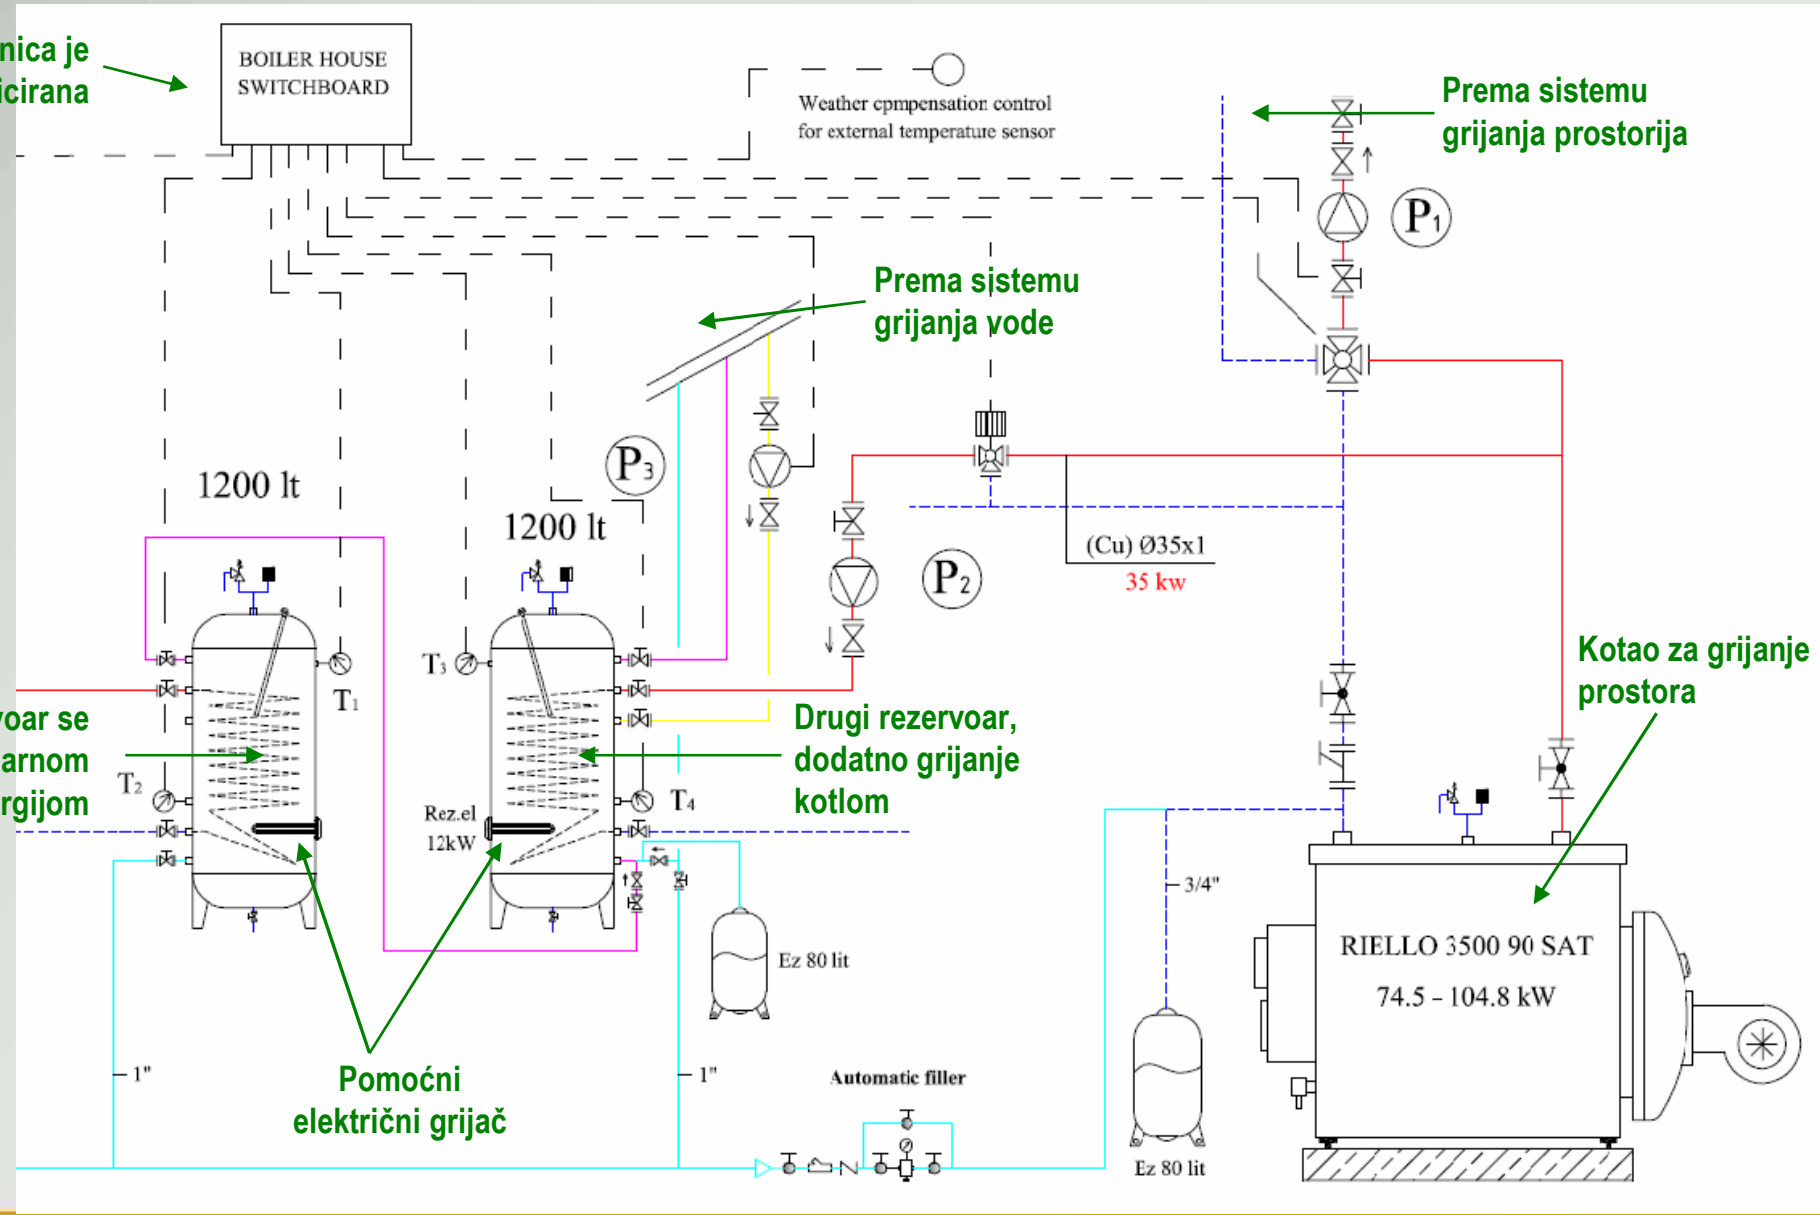 nica je
icirana
BOILER HOUSE
SWITCHBOARD
Weather cpmpensation control
for external temperature sensor
Prema sistemu
grijanja prostorija
P1
Prema sistemu
grijanja vode
P3
1200 lt
1200 lt
(Cu) Ø35x1
35 kw
P2
T1
T3
Kotao za grijanje
prostora
voar se
arnom
rgijom
Drugi rezervoar,
dodatno grijanje
kotlom
T2
T4
Rez.el
12kW
3/4"
RIELLO 3500 90 SAT
74.5 – 104.8 kW
Ez 80 lit
1"
1"
Pomoćni
električni grijač
Automatic filler
Ez 80 lit